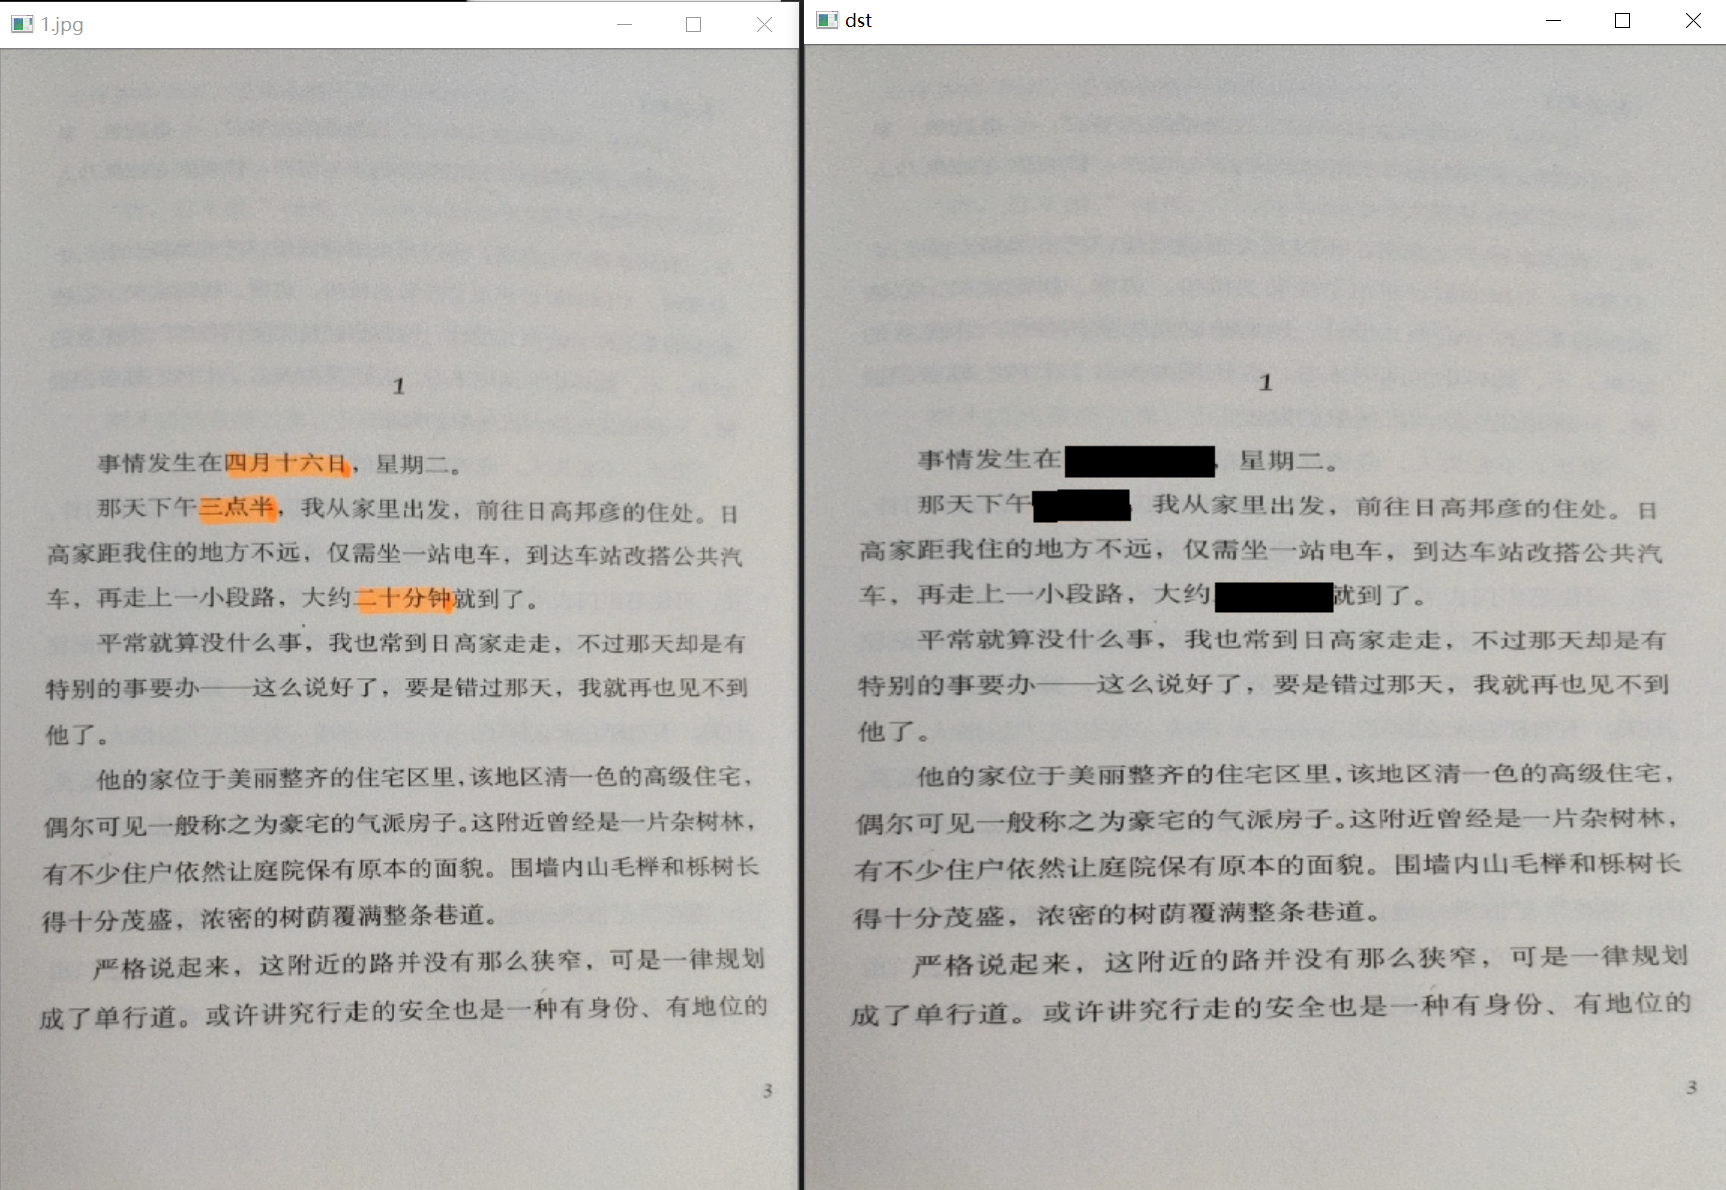 1.jpg
1
事情发生在四月十六日，星期二。
那天下午三点半，我从家里出发，前往日高邦彦的住处。日
高家距我住的地方不远，仅需坐一站电车，到达车站改搭公共汽
车，再走上一小段路，大约二十分钟就到了。
平常就算没什么事，我也常到日高家走走，不过那天却是有
特别的事要办——这么说好了，要是错过那天，我就再也见不到
他了。
他的家位于美丽整齐的住宅区里，该地区清一色的高级住宅，
偶尔可见一般称之为豪宅的气派房子。这附近曾经是一片杂树林，
有不少住户依然让庭院保有原本的面貌。围墙内山毛榉和栎树长
得十分茂盛，浓密的树荫覆满整条巷道。
严格说起来，这附近的路并没有那么狭窄，可是一律规划
成了单行道。或许讲究行走的安全也是一种有身份、有地位的
3
dst
1
事情发生在，星期二。
那天下午 我从家里出发，前往日高邦彦的住处。日
高家距我住的地方不远，仅需坐一站电车，到达车站改搭公共汽
车，再走上一小段路，大约就到了。
平常就算没什么事，我也常到日高家走走，不过那天却是有
特别的事要办——这么说好了，要是错过那天，我就再也见不到
他了。
他的家位于美丽整齐的住宅区里，该地区清一色的高级住宅，
偶尔可见一般称之为豪宅的气派房子。这附近曾经是一片杂树林，
有不少住户依然让庭院保有原本的面貌。围墙内山毛榉和栎树长
得十分茂盛，浓密的树荫覆满整条巷道。
严格说起来，这附近的路并没有那么狭窄，可是一律规划
成了单行道。或许讲究行走的安全也是一种有身份、有地位的
3